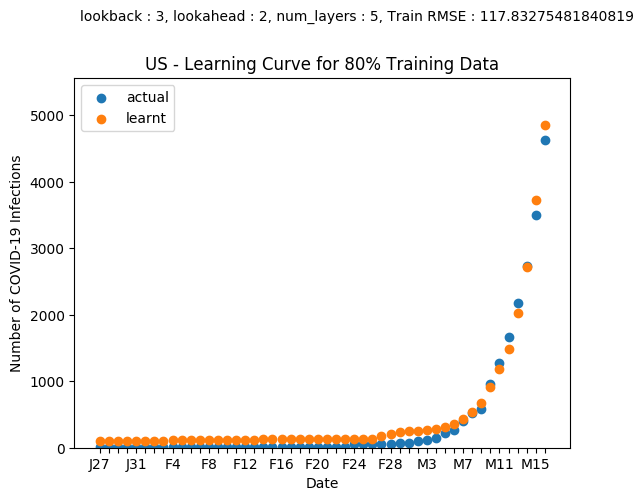 lookback : 3, lookahead : 2, num_layers : 5, Train RMSE : 117.83275481840819
US - Learning Curve for 80% Training Data
actual
learnt
Number of COVID-19 Infections
5000
4000
3000
2000
1000
0
J27 J31 F4 F8 F12 F16 F20 F24 F28 M3 M7 M11 M15
Date